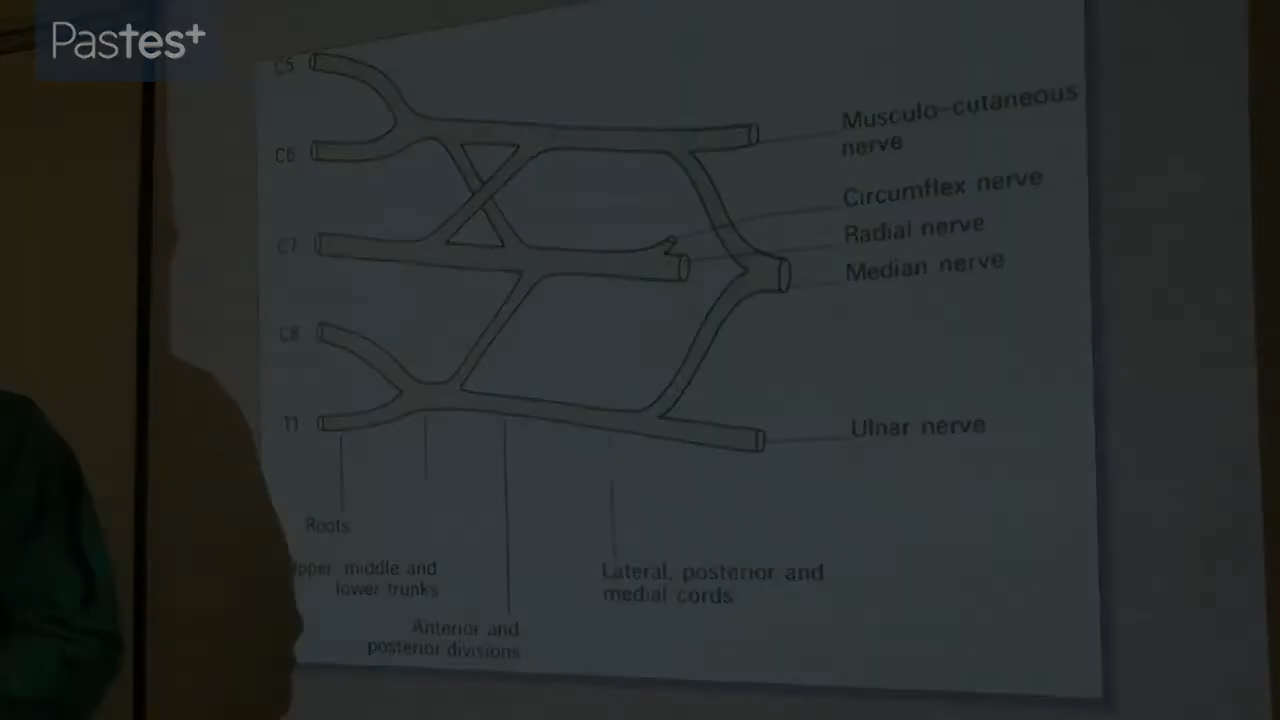 Pastest
C5
Musculo-cutaneous
nerve
C6
Circumflex nerve
Radial nerve
C7
Median nerve
C8
T1
Ulnar nerve
Roots
upper middle and
lower trunks
Lateral, posterior and
medial cords
Anterior and
posterior divisions